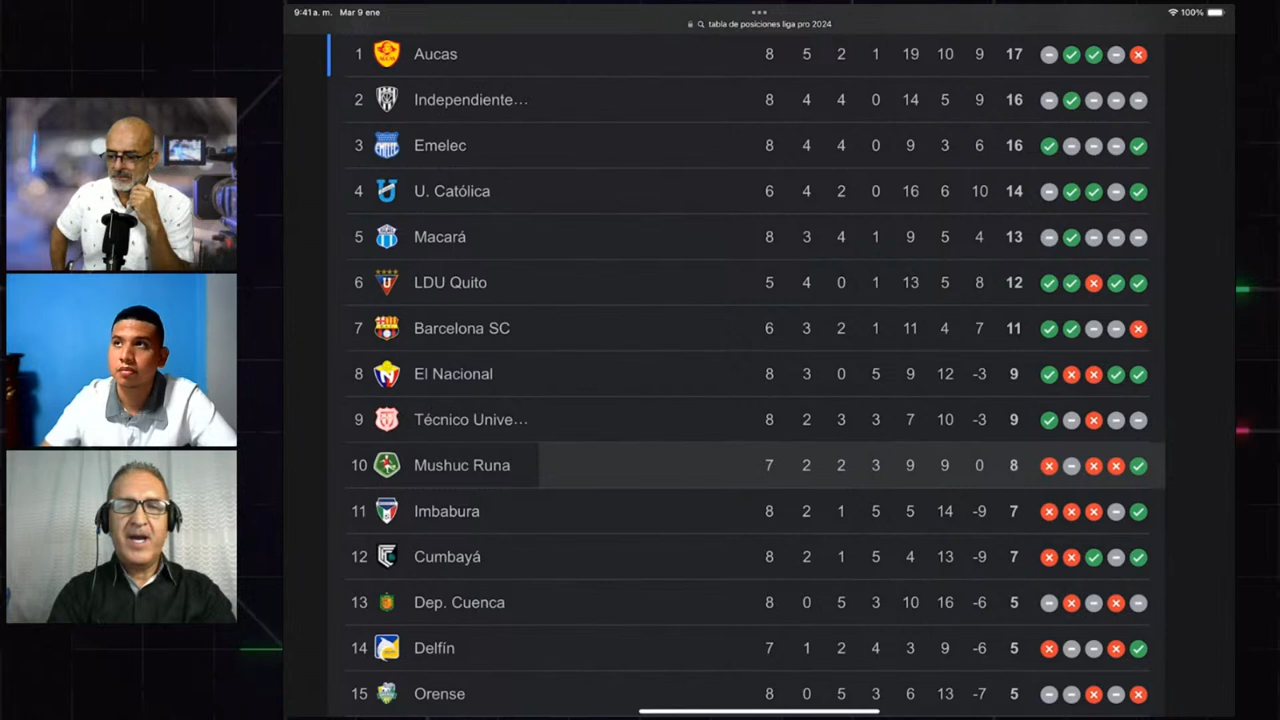 9:41 a. m. Mar 9 ene
100%
tabla de posiciones liga pro 2024
1 Aucas 8 5 2 1 19 10 9 17
2 Independiente... 8 4 4 0 14 5 9 16
3 Emelec 8 4 4 0 9 3 6 16
4 U. Católica 6 4 2 0 16 6 10 14
5 Macará 8 3 4 1 9 5 4 13
6 LDU Quito 5 4 0 1 13 5 8 12
7 Barcelona SC 6 3 2 1 11 4 7 11
8 El Nacional 8 3 0 5 9 12 -3 9
9 Técnico Unive... 8 2 3 3 7 10 -3 9
10 Mushuc Runa 7 2 2 3 9 9 0 8
11 Imbabura 8 2 1 5 5 14 -9 7
12 Cumbayá 8 2 1 5 4 13 -9 7
13 Dep. Cuenca 8 0 5 3 10 16 -6 5
14 Delfín 7 1 2 4 3 9 -6 5
15 Orense 8 0 5 3 6 13 -7 5